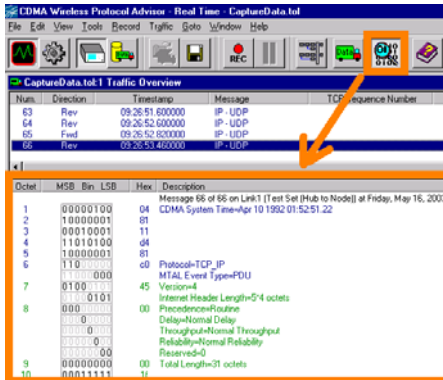 CDMA Wireless Protocol Advisor - Real Time - CaptureData.tol
File Edit View Tools Record Traffic Goto Window Help
REC
Data
CaptureData.tol:1 Traffic Overview
Num. Direction Timestamp Message TCP Sequence Number
63 Rev 09:26:51.600000 IP - UDP
64 Rev 09:26:52.600000 IP - UDP
65 Fwd 09:26:52.820000 IP - UDP
66 Rev 09:26:53.460000 IP - UDP
Octet MSB Bin LSB Hex Description
Message 66 of 66 on Link1 (Test Set (Hub to Node)) at Friday, May 16, 200
1 00000100 04 CDMA System Time=Apr 10 1992 01:52:51.22
2 10000001 81
3 00010001 11
4 11010100 d4
5 10000001 81
6 110 c0 Protocol=TCP_IP
000 MTAL Event Type=PDU
7 0100 45 Version=4
0101 Internet Header Length=5*4 octets
8 000 00 Precedence=Routine
0 Delay=Normal Delay
0 Throughput=Normal Throughput
0 Reliability=Normal Reliability
00 Reserved=0
9 00000000 00 Total Length=31 octets
10 00011111 1f